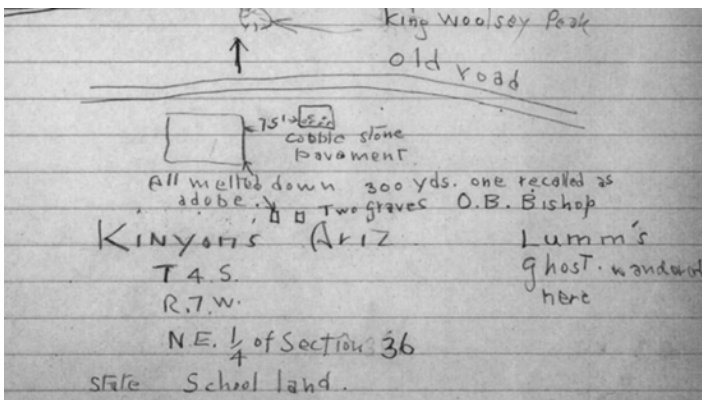 King Woolsey Peak
old road
75'
cobble stone
pavement
All melted down 300 yds. one recalled as
adobe. Two graves O.B. Bishop
Kinyons Ariz Lumm's
T 4.S. ghost. wandered
R.7.W. here
N.E. 1/4 of Section 36
State School land.